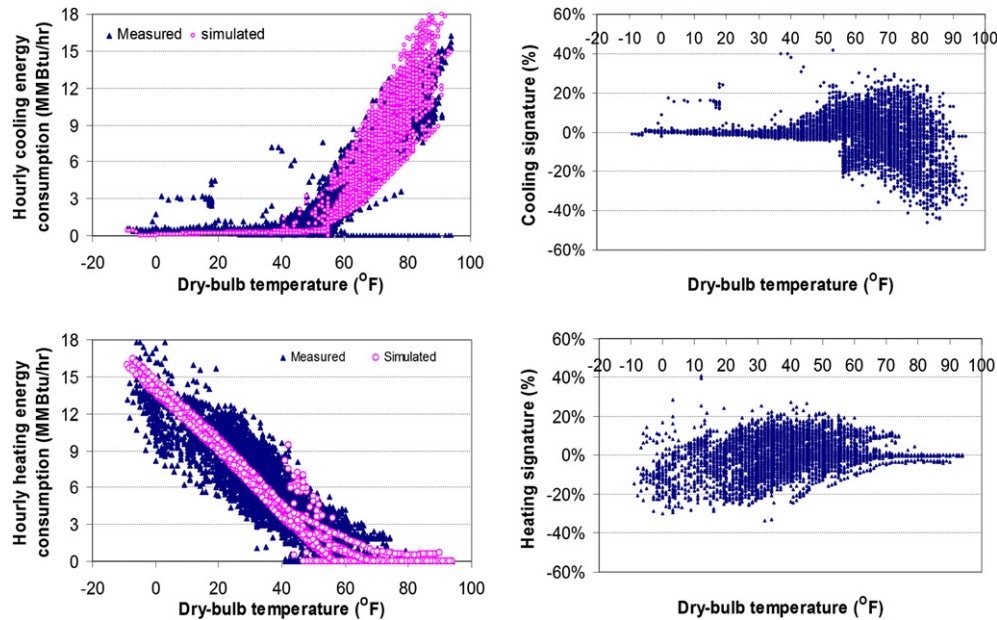 18
15
12
9
6
3
0
-20 0 20 40 60 80 100
Hourly cooling energy
consumption (MMBtu/hr)
Measured simulated
Dry-bulb temperature (OF)
60%
40%
20%
0%
-20%
-40%
-60%
-20 -10 0 10 20 30 40 50 60 70 80 90 100
Cooling signature (%)
Dry-bulb temperature (OF)
18
15
12
9
6
3
0
-20 0 20 40 60 80 100
Hourly heating energy
consumption (MMBtu/hr)
Measured Simulated
Dry-bulb temperature (OF)
60%
40%
20%
0%
-20%
-40%
-60%
-20 -10 0 10 20 30 40 50 60 70 80 90 100
Heating signature (%)
Dry-bulb temperature (OF)